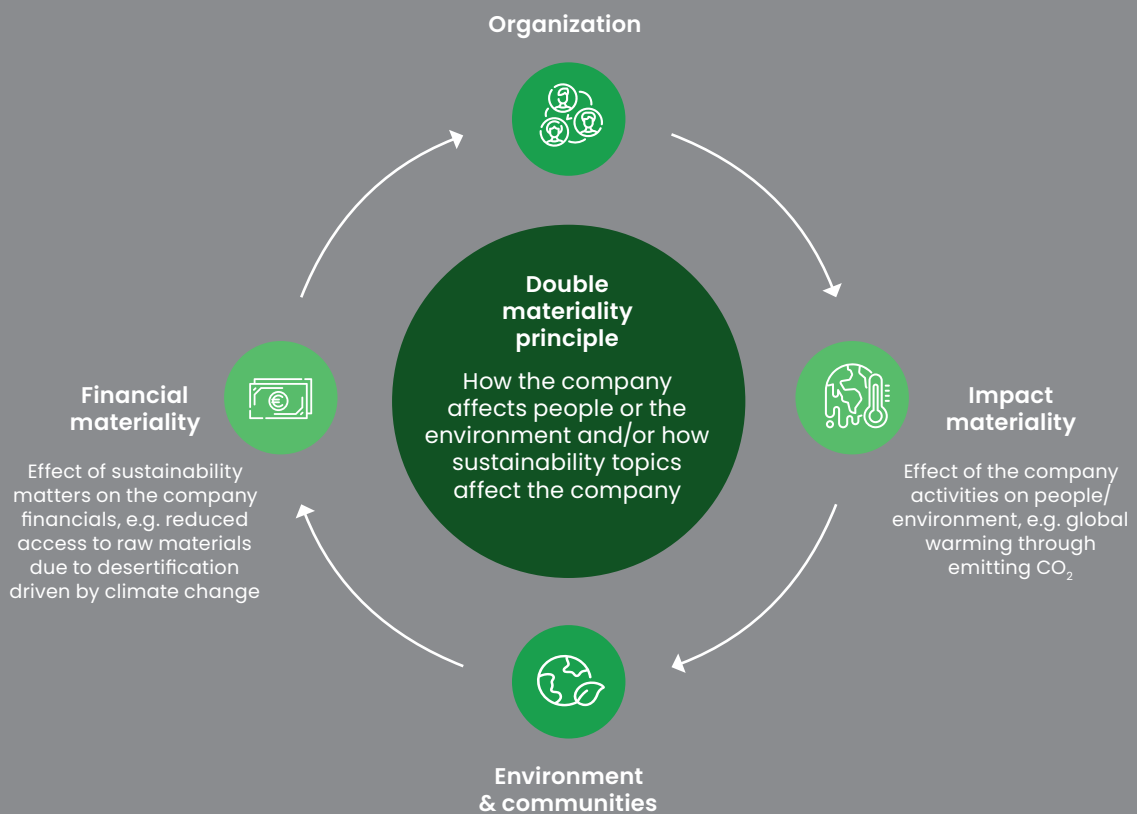 Organization
Double
materiality
principle
How the company
affects people or the
environment and/or how
sustainability topics
affect the company
Financial
materiality
Effect of sustainability
matters on the company
financials, e.g. reduced
access to raw materials
due to desertification
driven by climate change
€
Impact
materiality
Effect of the company
activities on people/
environment, e.g. global
warming through
emitting CO₂
Environment
& communities